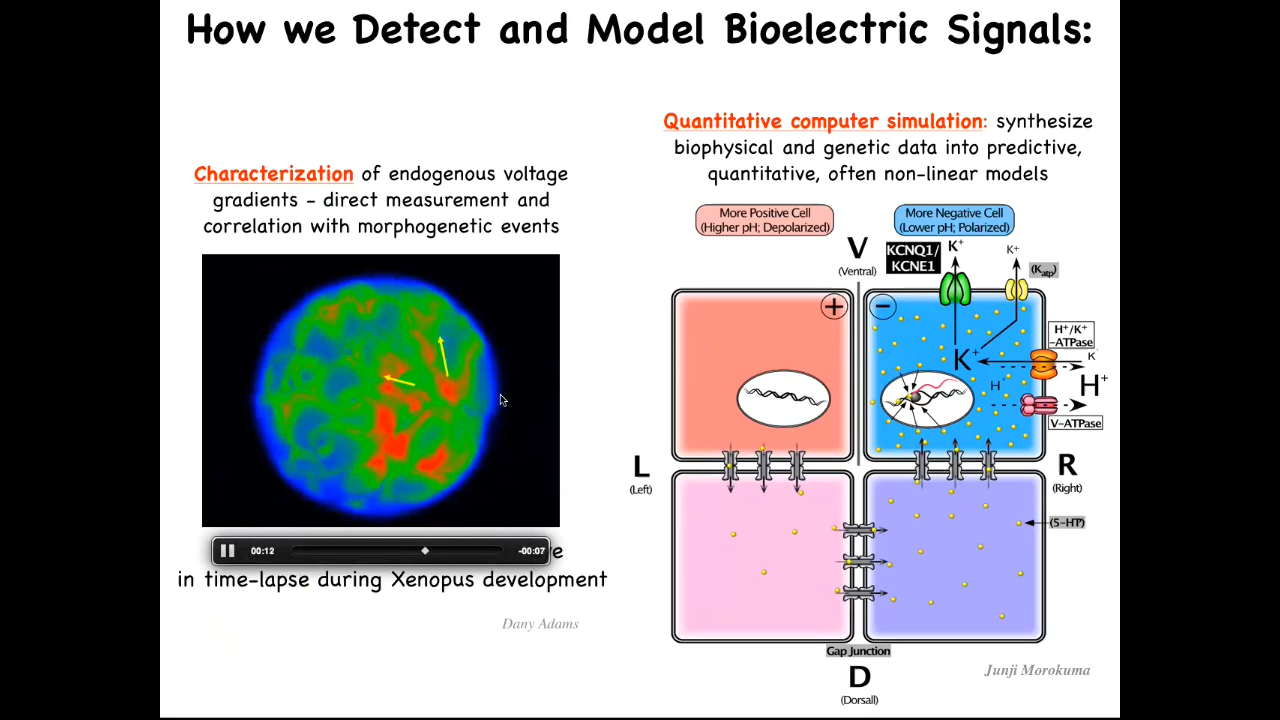 How we Detect and Model Bioelectric Signals:
Characterization of endogenous voltage
gradients - direct measurement and
correlation with morphogenetic events
00:12
-00:07
e
in time-lapse during Xenopus development
Dany Adams
Quantitative computer simulation: synthesize
biophysical and genetic data into predictive,
quantitative, often non-linear models
More Positive Cell
(Higher pH; Depolarized)
More Negative Cell
(Lower pH; Polarized)
V
(Ventral)
KCNQ1/
KCNE1
K+
K+
(Katp)
+
−
H+/K+
-ATPase
K+
K
H+
H+
V-ATPase
L
(Left)
R
(Right)
(5-HT)
Gap Junction
D
(Dorsall)
Junji Morokuma